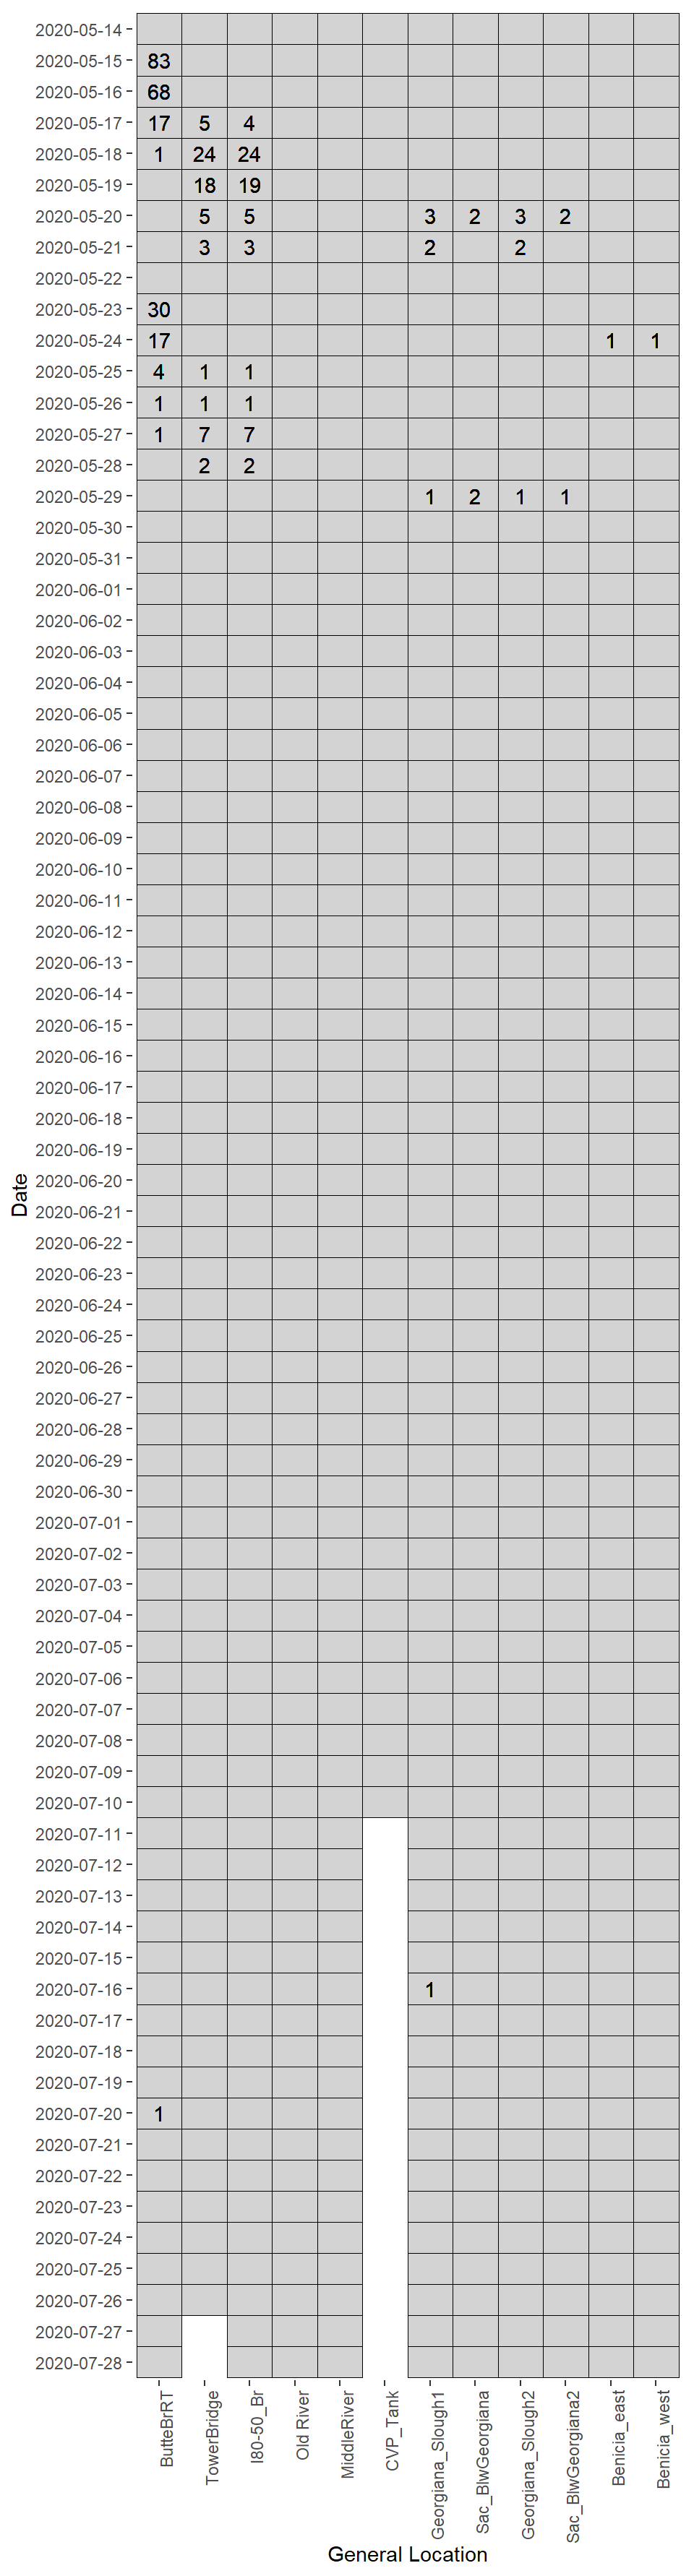 2020-05-14
2020-05-15 83
2020-05-16 68
2020-05-17 17 5 4
2020-05-18 1 24 24
2020-05-19 18 19
2020-05-20 5 5 3 2 3 2
2020-05-21 3 3 2 2
2020-05-22
2020-05-23 30
2020-05-24 17 1 1
2020-05-25 4 1 1
2020-05-26 1 1 1
2020-05-27 1 7 7
2020-05-28 2 2
2020-05-29 1 2 1 1
2020-05-30
2020-05-31
2020-06-01
2020-06-02
2020-06-03
2020-06-04
2020-06-05
2020-06-06
2020-06-07
2020-06-08
2020-06-09
2020-06-10
2020-06-11
2020-06-12
2020-06-13
2020-06-14
2020-06-15
2020-06-16
2020-06-17
2020-06-18
2020-06-19
2020-06-20
2020-06-21
2020-06-22
2020-06-23
2020-06-24
2020-06-25
2020-06-26
2020-06-27
2020-06-28
2020-06-29
2020-06-30
2020-07-01
2020-07-02
2020-07-03
2020-07-04
2020-07-05
2020-07-06
2020-07-07
2020-07-08
2020-07-09
2020-07-10
2020-07-11
2020-07-12
2020-07-13
2020-07-14
2020-07-15
2020-07-16 1
2020-07-17
2020-07-18
2020-07-19
2020-07-20 1
2020-07-21
2020-07-22
2020-07-23
2020-07-24
2020-07-25
2020-07-26
2020-07-27
2020-07-28
Date
ButteBrRT
TowerBridge
I80-50_Br
Old River
MiddleRiver
CVP_Tank
Georgiana_Slough1
Sac_BlwGeorgiana
Georgiana_Slough2
Sac_BlwGeorgiana2
Benicia_east
Benicia_west
General Location